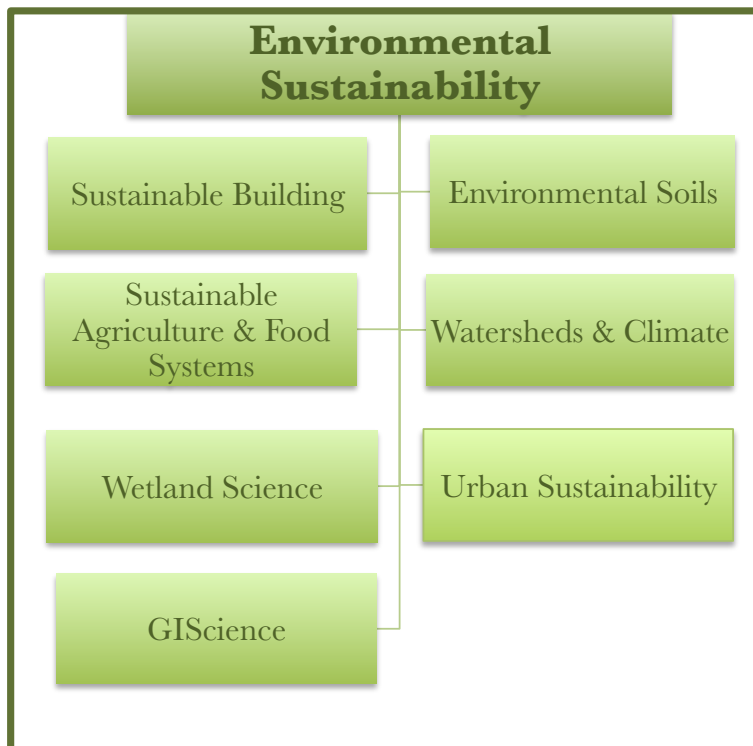 Environmental
Sustainability
Sustainable Building
Environmental Soils
Sustainable
Agriculture & Food
Systems
Watersheds & Climate
Wetland Science
Urban Sustainability
GIScience